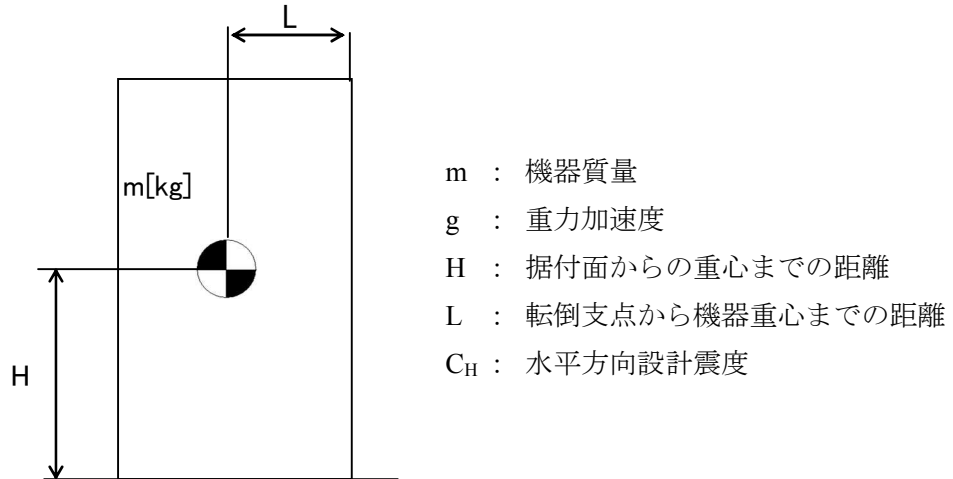 L
m[kg]
H
m : 機器質量
g : 重力加速度
H : 据付面からの重心までの距離
L : 転倒支点から機器重心までの距離
CH : 水平方向設計震度